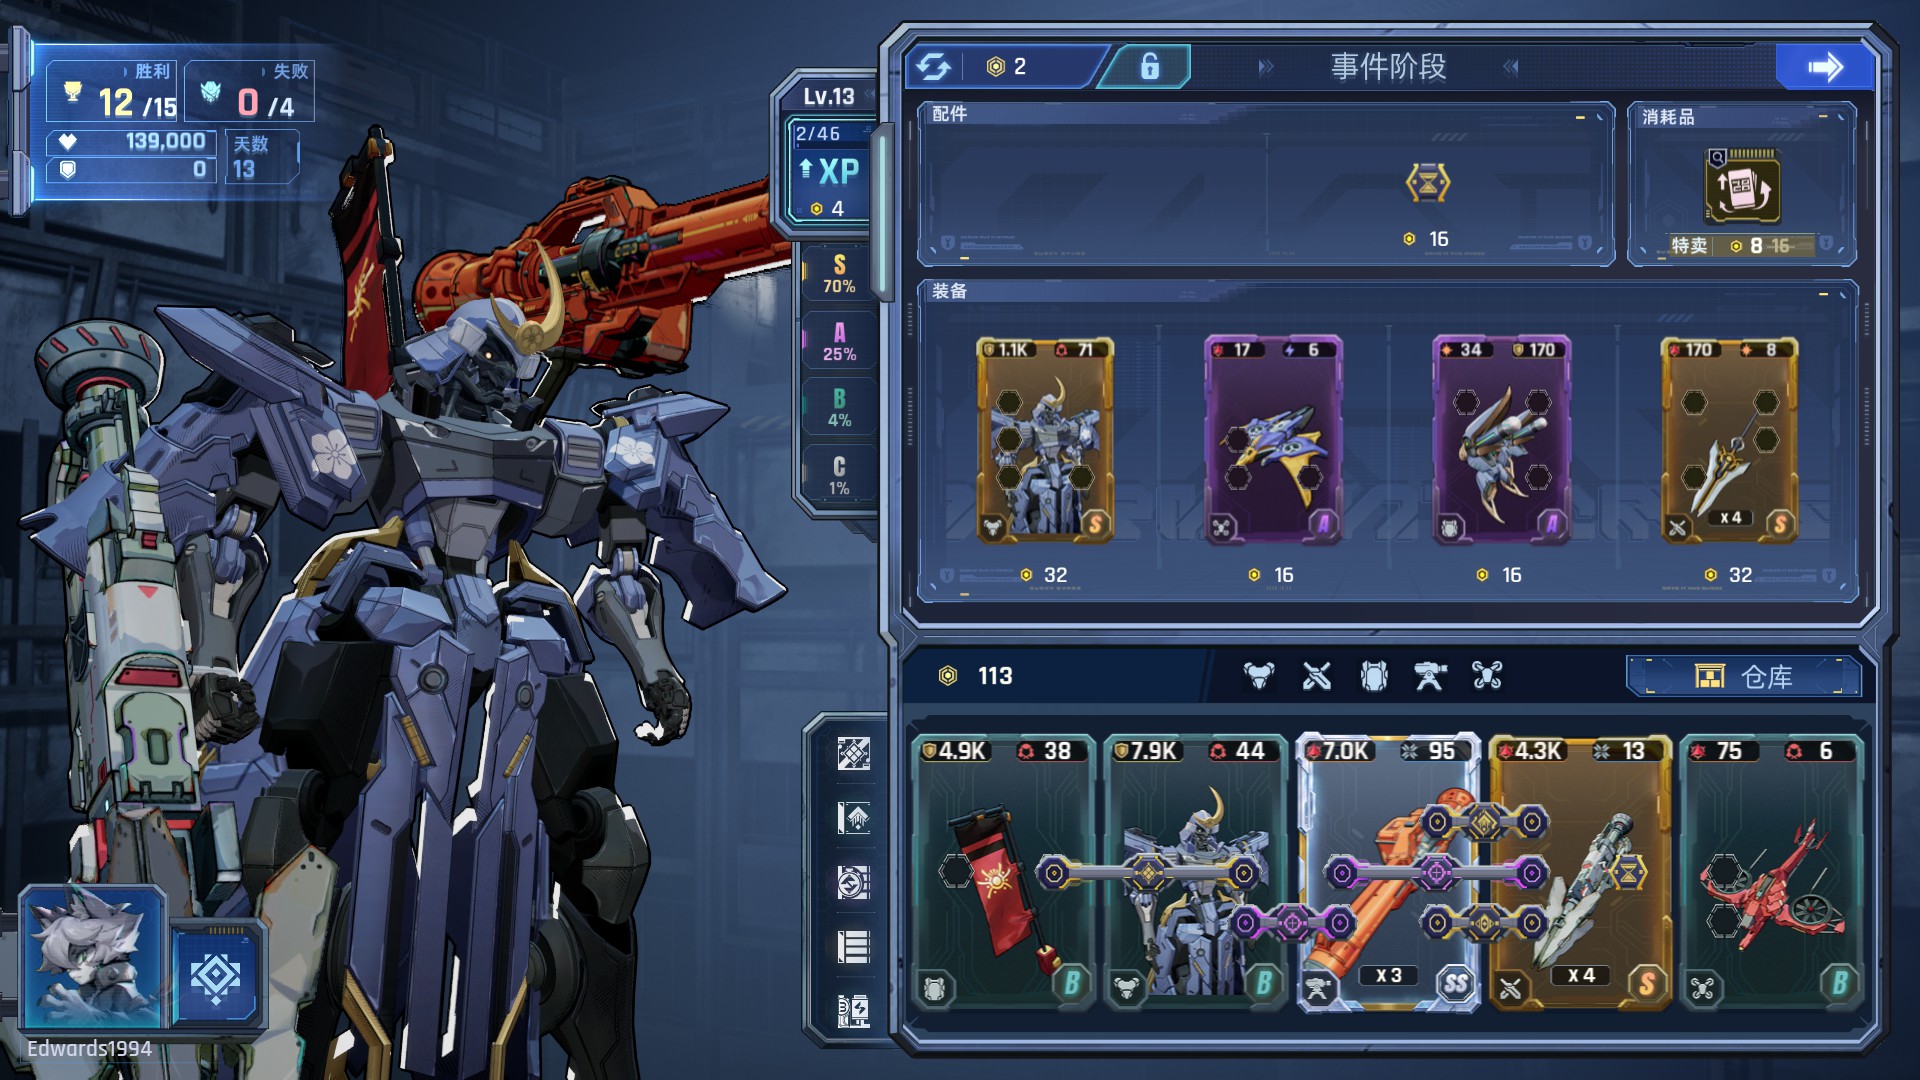 胜利
12 /15
失败
0 /4
139,000
0
天数
13
Lv.13
2/46
XP
4
S
70%
A
25%
B
4%
C
1%
2
事件阶段
配件
16
消耗品
特卖 8 16
装备
1.1K 71
S
32
17 6
A
16
34 170
A
16
170 8
x4
S
32
113
仓库
4.9K 38
B
7.9K 44
B
7.0K 95
x3
SS
4.3K 13
x4
S
75 6
B
Edwards1994